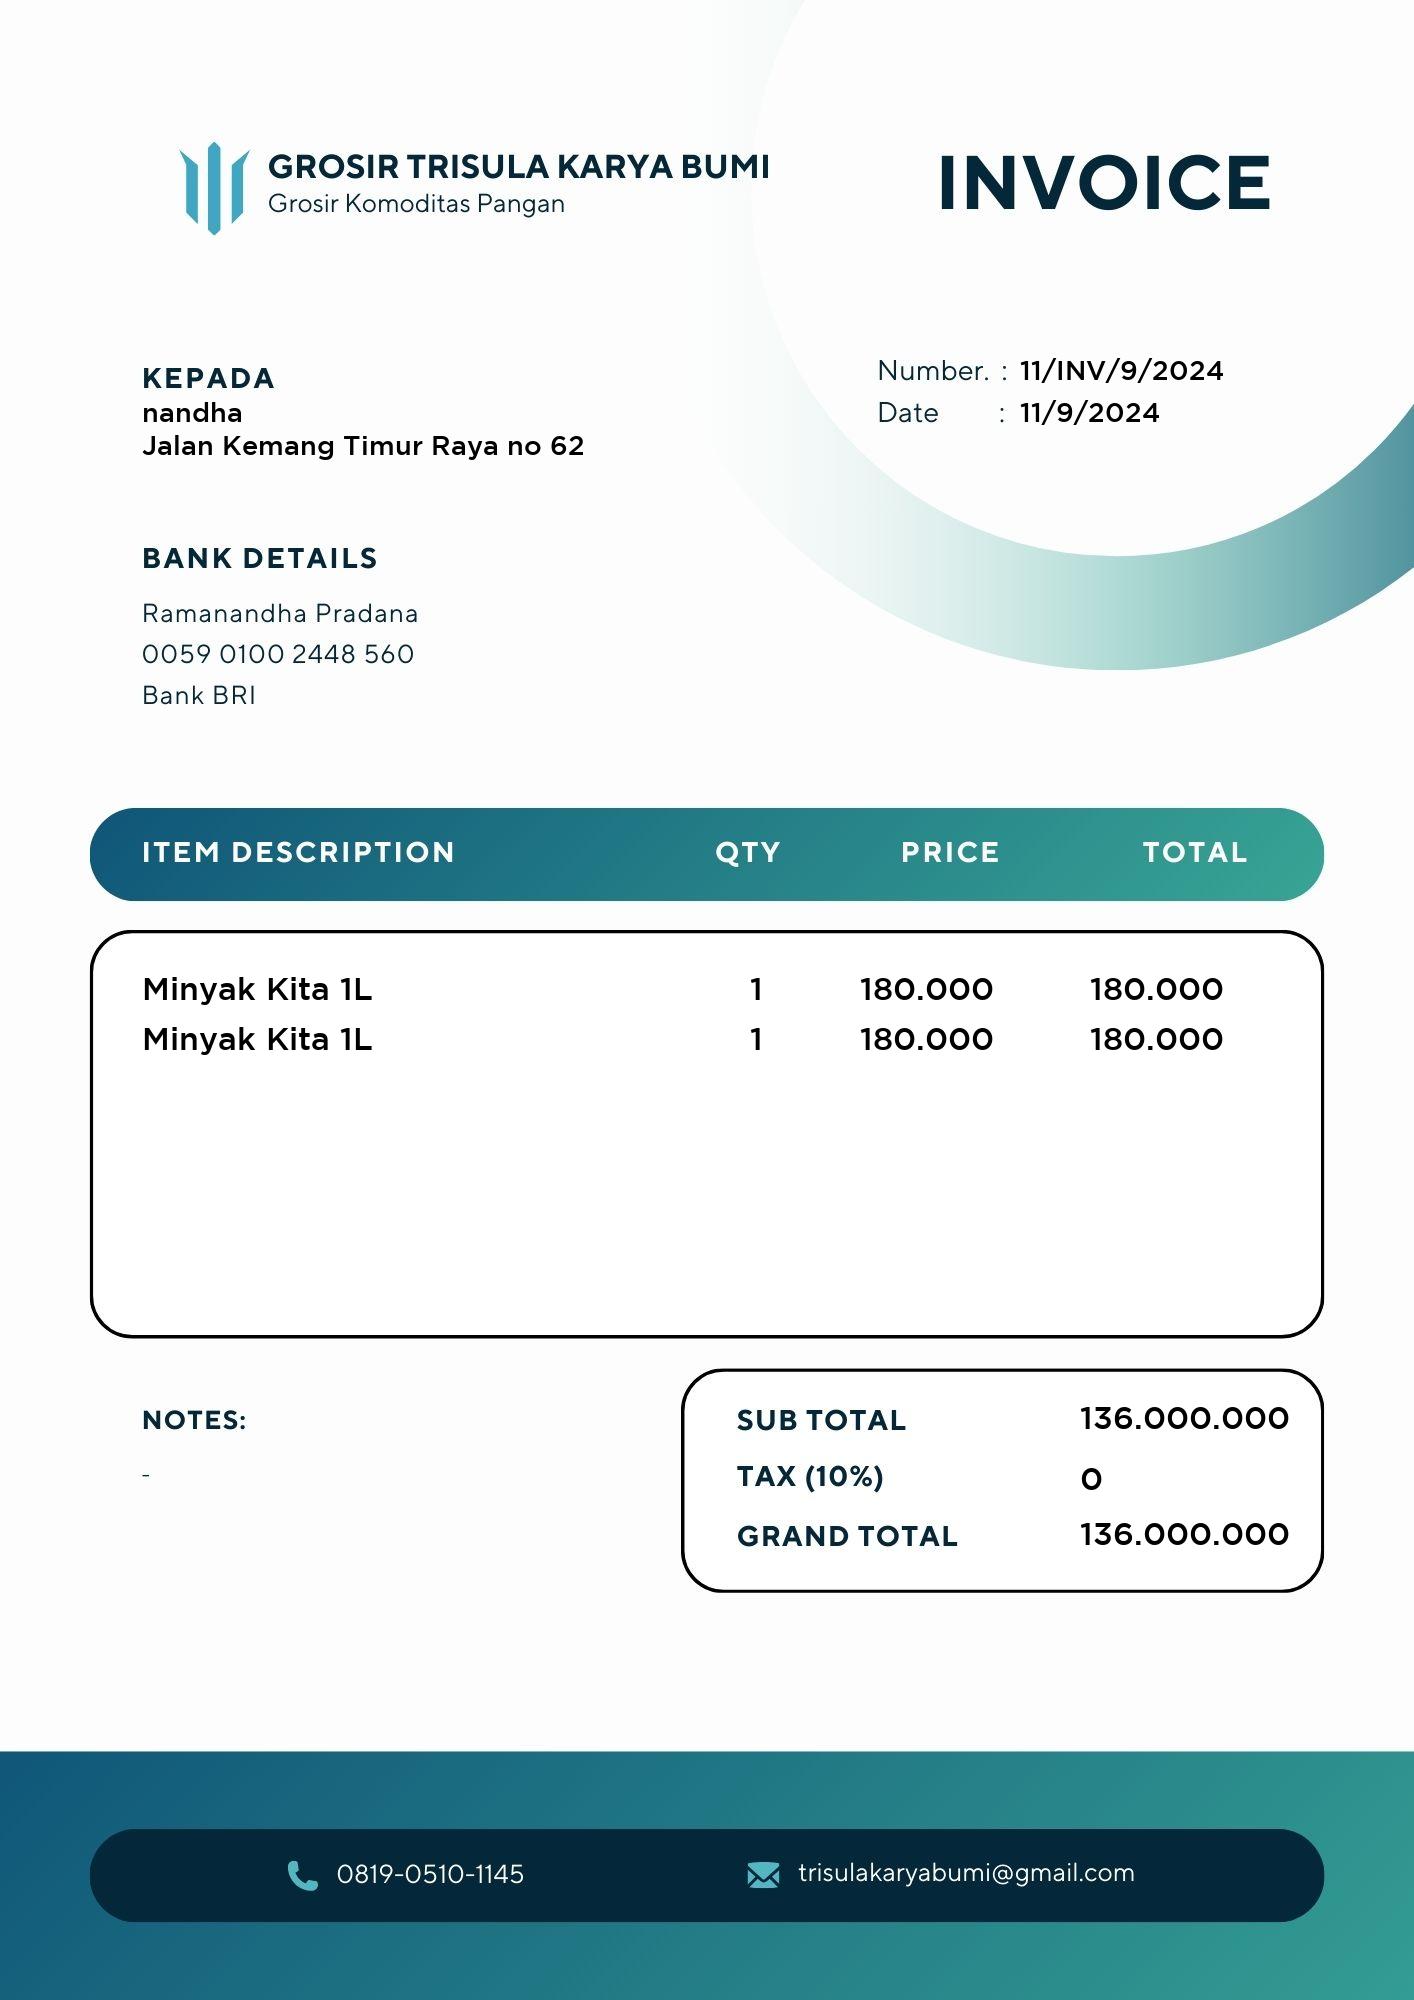 GROSIR TRISULA KARYA BUMI
Grosir Komoditas Pangan
INVOICE
KEPADA
nandha
Jalan Kemang Timur Raya no 62
Number. : 11/INV/9/2024
Date : 11/9/2024
BANK DETAILS
Ramanandha Pradana
0059 0100 2448 560
Bank BRI
ITEM DESCRIPTION QTY PRICE TOTAL
Minyak Kita 1L 1 180.000 180.000
Minyak Kita 1L 1 180.000 180.000
NOTES:
-
SUB TOTAL 136.000.000
TAX (10%) 0
GRAND TOTAL 136.000.000
0819-0510-1145 trisulakaryabumi@gmail.com